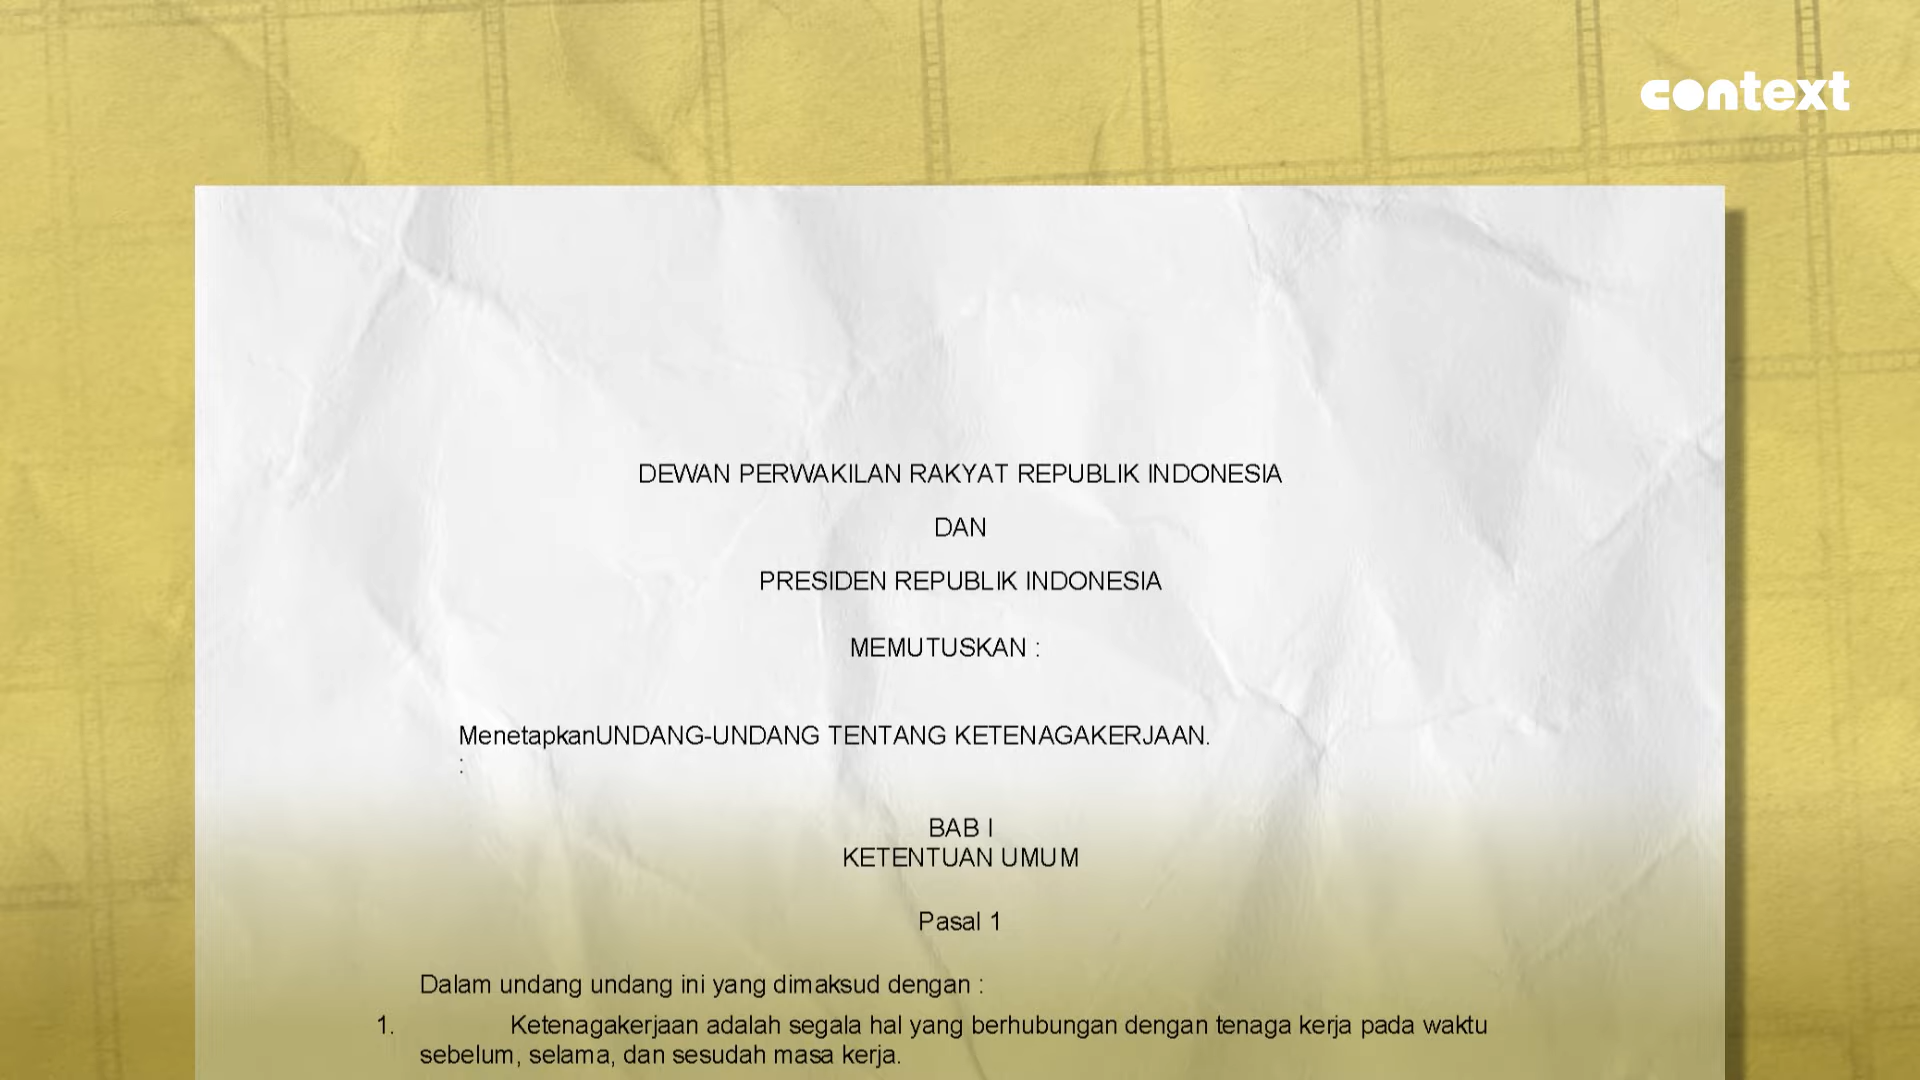 context
DEWAN PERWAKILAN RAKYAT REPUBLIK INDONESIA
DAN
PRESIDEN REPUBLIK INDONESIA
MEMUTUSKAN :
MenetapkanUNDANG-UNDANG TENTANG KETENAGAKERJAAN.
:
BAB I
KETENTUAN UMUM
Pasal 1
Dalam undang undang ini yang dimaksud dengan :
1. Ketenagakerjaan adalah segala hal yang berhubungan dengan tenaga kerja pada waktu
sebelum, selama, dan sesudah masa kerja.